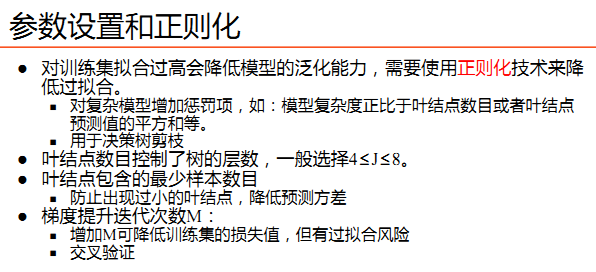 参数设置和正则化
● 对训练集拟合过高会降低模型的泛化能力，需要使用正则化技术来降
低过拟合。
■ 对复杂模型增加惩罚项，如：模型复杂度正比于叶结点数目或者叶结点
预测值的平方和等。
■ 用于决策树剪枝
● 叶结点数目控制了树的层数，一般选择4≤J≤8。
● 叶结点包含的最少样本数目
■ 防止出现过小的叶结点，降低预测方差
● 梯度提升迭代次数M：
■ 增加M可降低训练集的损失值，但有过拟合风险
■ 交叉验证